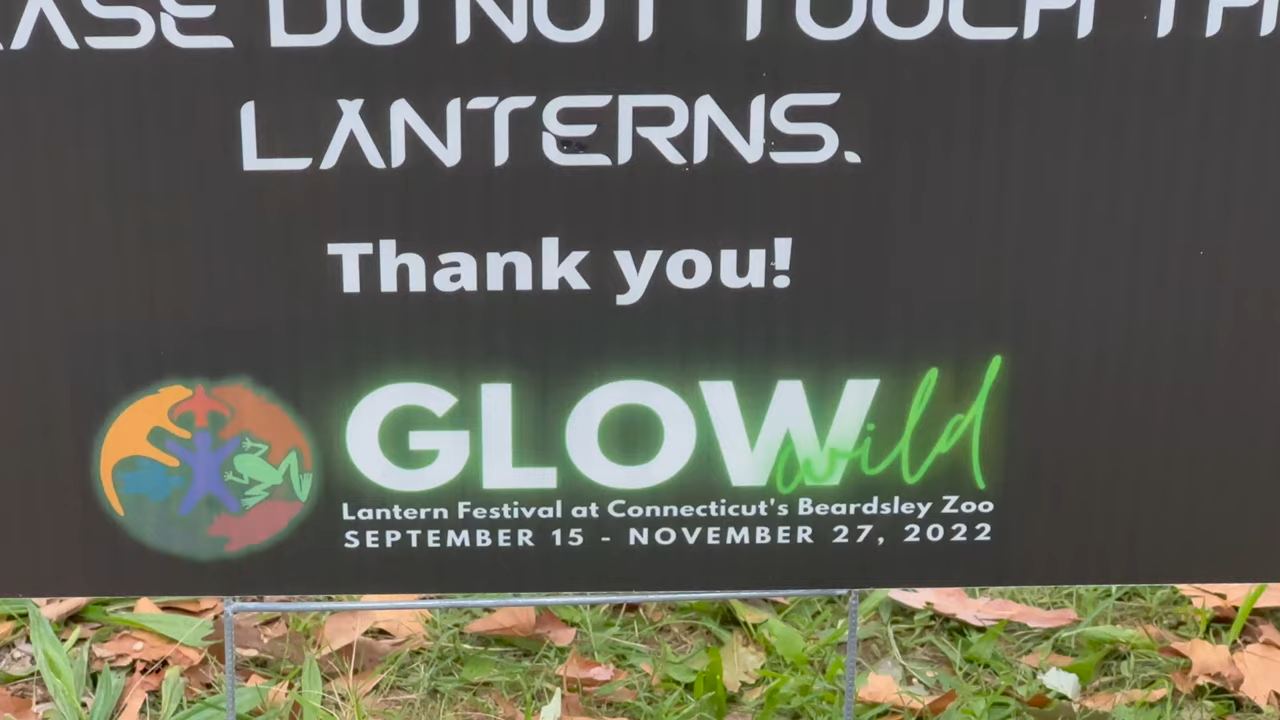 ASE DO NOT TOUCH TH
LANTERNS.
Thank you!
GLOWwild
Lantern Festival at Connecticut's Beardsley Zoo
SEPTEMBER 15 - NOVEMBER 27, 2022